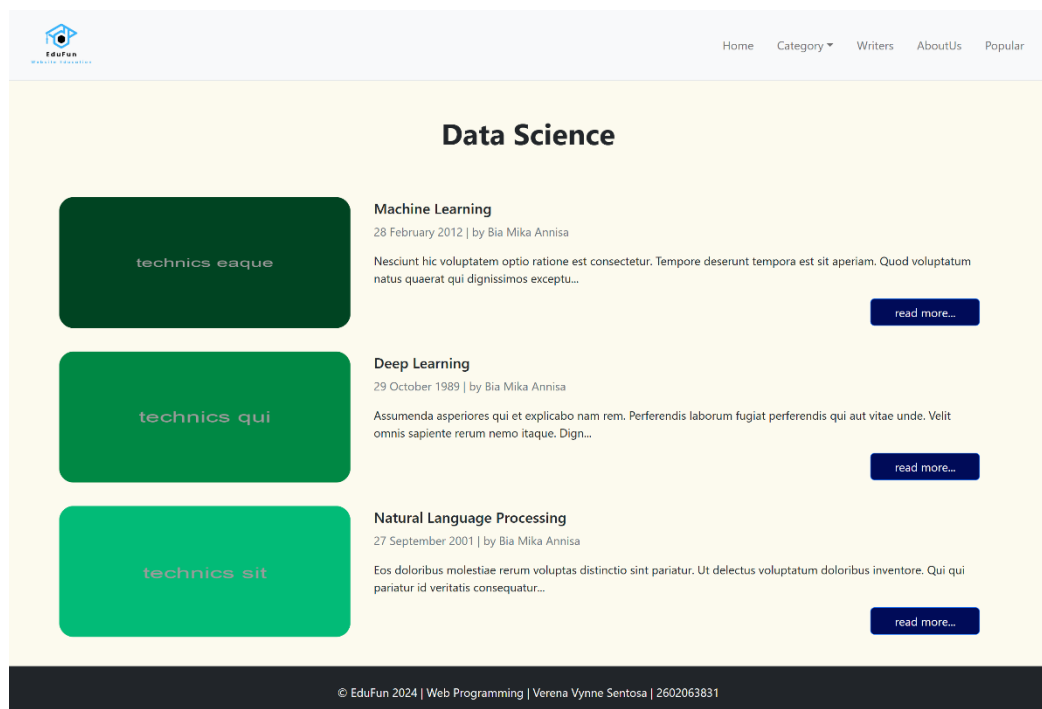 EduFun
Website Education
Home Category Writers AboutUs Popular
Data Science
technics eaque
Machine Learning
28 February 2012 | by Bia Mika Annisa
Nesciunt hic voluptatem optio ratione est consectetur. Tempore deserunt tempora est sit aperiam. Quod voluptatum
natus quaerat qui dignissimos exceptu...
read more...
technics qui
Deep Learning
29 October 1989 | by Bia Mika Annisa
Assumenda asperiores qui et explicabo nam rem. Perferendis laborum fugiat perferendis qui aut vitae unde. Velit
omnis sapiente rerum nemo itaque. Dign...
read more...
technics sit
Natural Language Processing
27 September 2001 | by Bia Mika Annisa
Eos doloribus molestiae rerum voluptas distinctio sint pariatur. Ut delectus voluptatum doloribus inventore. Qui qui
pariatur id veritatis consequatur...
read more...
© EduFun 2024 | Web Programming | Verena Vynne Sentosa | 2602063831